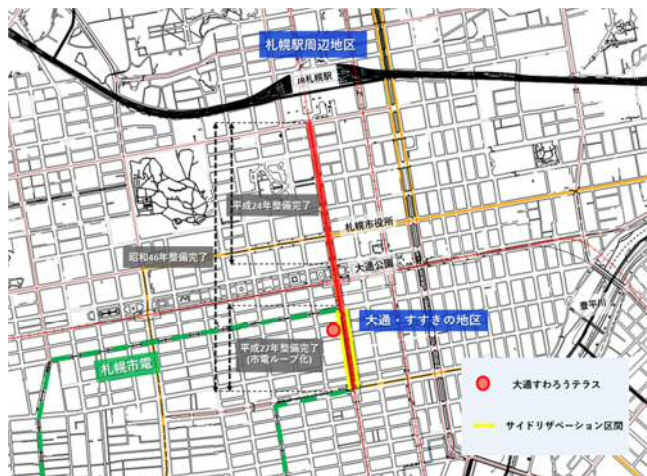 札幌駅周辺地区
JR札幌駅
平成24年整備完了
札幌市役所
昭和46年整備完了
大通公園
豊平川
大通・すすきの地区
平成27年整備完了
(市電ループ化)
札幌市電
大通すわろうテラス
サイドリザベーション区間